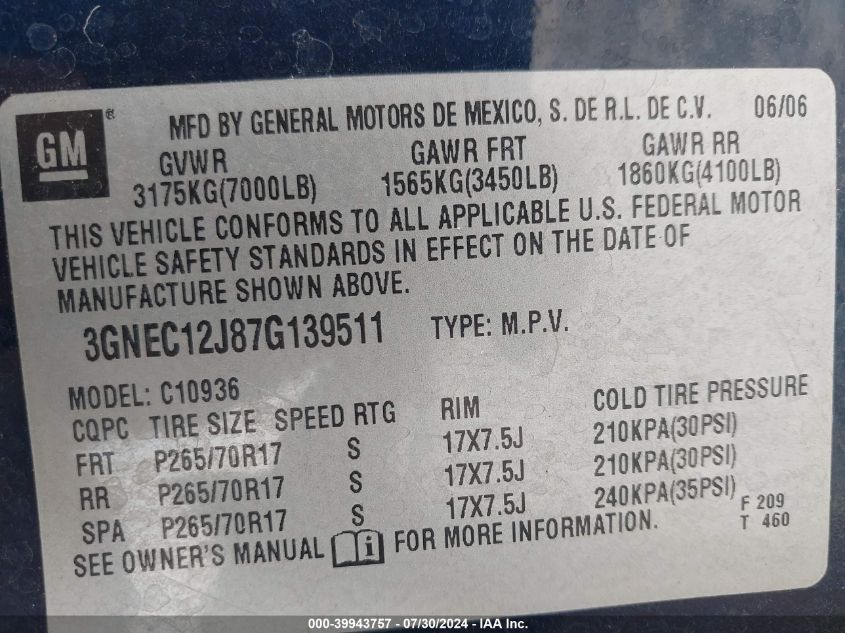 GM ® MFD BY GENERAL MOTORS DE MEXICO, S. DE R.L. DE C.V. 06/06
GVWR GAWR FRT GAWR RR
3175KG(7000LB) 1565KG(3450LB) 1860KG(4100LB)
THIS VEHICLE CONFORMS TO ALL APPLICABLE U.S. FEDERAL MOTOR
VEHICLE SAFETY STANDARDS IN EFFECT ON THE DATE OF
MANUFACTURE SHOWN ABOVE.
3GNEC12J87G139511 TYPE: M.P.V.
MODEL: C10936
CQPC TIRE SIZE SPEED RTG RIM COLD TIRE PRESSURE
FRT P265/70R17 S 17X7.5J 210KPA(30PSI)
RR P265/70R17 S 17X7.5J 210KPA(30PSI)
SPA P265/70R17 S 17X7.5J 240KPA(35PSI) F 209
SEE OWNER'S MANUAL i FOR MORE INFORMATION. T 460
000-39943757 - 07/30/2024 - IAA Inc.